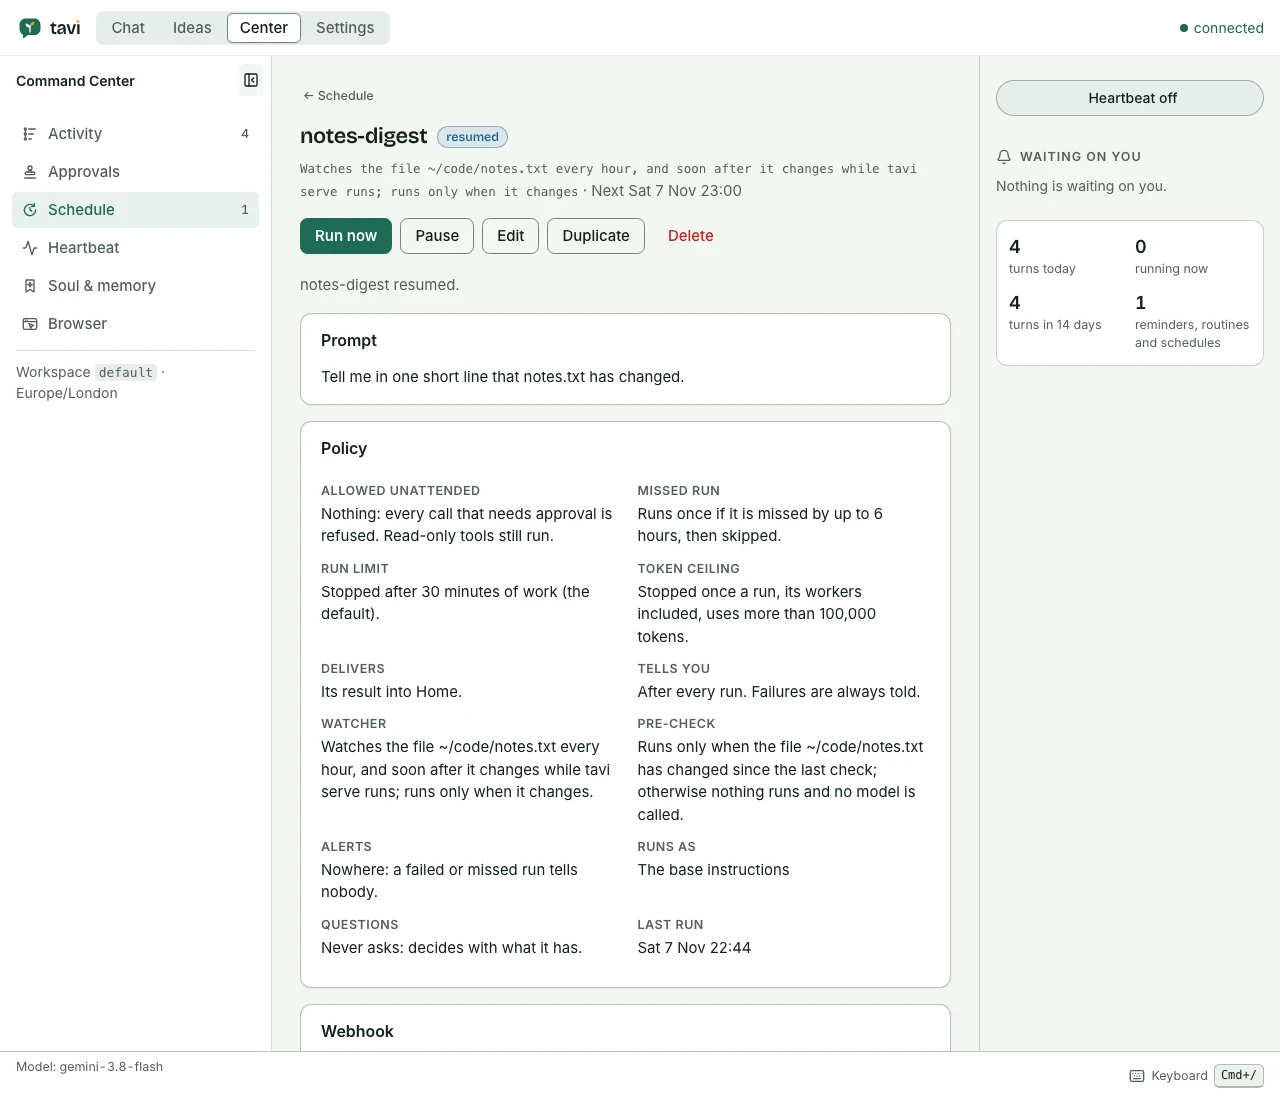 tavi
Chat
Ideas
Center
Settings
connected
Command Center
Activity
4
Approvals
Schedule
1
Heartbeat
Soul & memory
Browser
Workspace default ·
Europe/London
← Schedule
notes-digest
resumed
Watches the file ~/code/notes.txt every hour, and soon after it changes while tavi
serve runs; runs only when it changes · Next Sat 7 Nov 23:00
Run now
Pause
Edit
Duplicate
Delete
notes-digest resumed.
Prompt
Tell me in one short line that notes.txt has changed.
Policy
ALLOWED UNATTENDED
Nothing: every call that needs approval is
refused. Read-only tools still run.
MISSED RUN
Runs once if it is missed by up to 6
hours, then skipped.
RUN LIMIT
Stopped after 30 minutes of work (the
default).
TOKEN CEILING
Stopped once a run, its workers
included, uses more than 100,000
tokens.
DELIVERS
Its result into Home.
TELLS YOU
After every run. Failures are always told.
WATCHER
Watches the file ~/code/notes.txt every
hour, and soon after it changes while tavi
serve runs; runs only when it changes.
PRE-CHECK
Runs only when the file ~/code/notes.txt
has changed since the last check;
otherwise nothing runs and no model is
called.
ALERTS
Nowhere: a failed or missed run tells
nobody.
RUNS AS
The base instructions
QUESTIONS
Never asks: decides with what it has.
LAST RUN
Sat 7 Nov 22:44
Webhook
Heartbeat off
WAITING ON YOU
Nothing is waiting on you.
4
turns today
0
running now
4
turns in 14 days
1
reminders, routines
and schedules
Model: gemini-3.8-flash
Keyboard Cmd+/